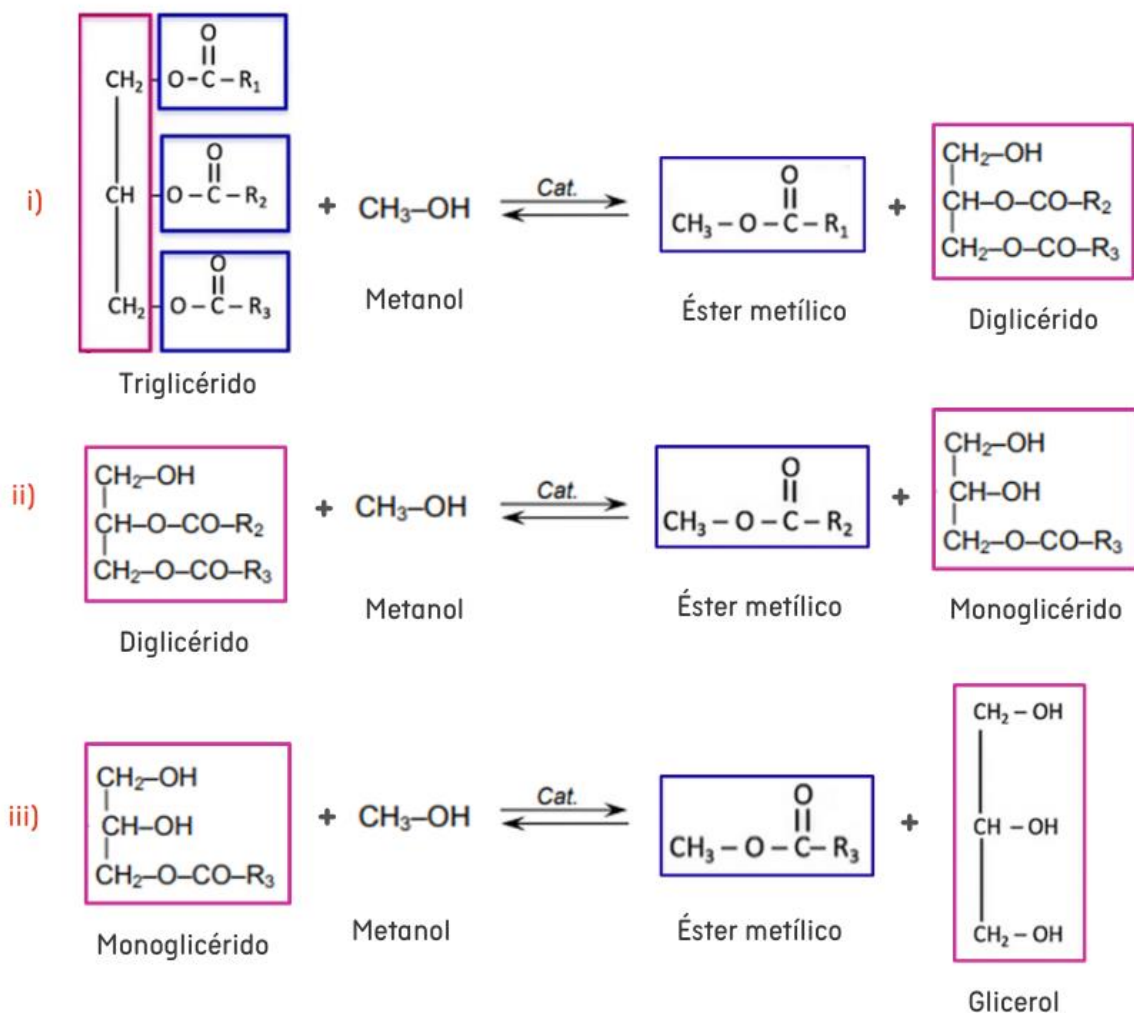 i)
O
||
CH₂ O–C–R₁
O
||
CH O–C–R₂
O
||
CH₂ O–C–R₃
Triglicérido
+
CH₃–OH
Metanol
Cat.
O
||
CH₃–O–C–R₁
Éster metílico
+
CH₂–OH
CH–O–CO–R₂
CH₂–O–CO–R₃
Diglicérido
ii)
CH₂–OH
CH–O–CO–R₂
CH₂–O–CO–R₃
Diglicérido
+
CH₃–OH
Metanol
Cat.
O
||
CH₃–O–C–R₂
Éster metílico
+
CH₂–OH
CH–OH
CH₂–O–CO–R₃
Monoglicérido
iii)
CH₂–OH
CH–OH
CH₂–O–CO–R₃
Monoglicérido
+
CH₃–OH
Metanol
Cat.
O
||
CH₃–O–C–R₃
Éster metílico
+
CH₂–OH
CH–OH
CH₂–OH
Glicerol